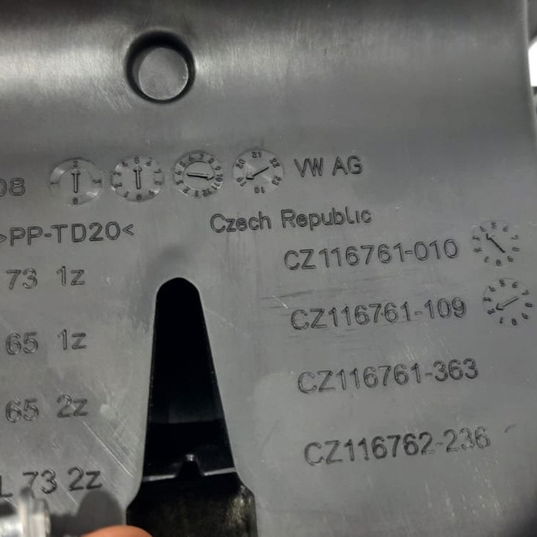 08 VW AG
>PP-TD20< Czech Republic
73 1z CZ116761-010
65 1z CZ116761-109
65 2z CZ116761-363
L 73 2z CZ116762-236